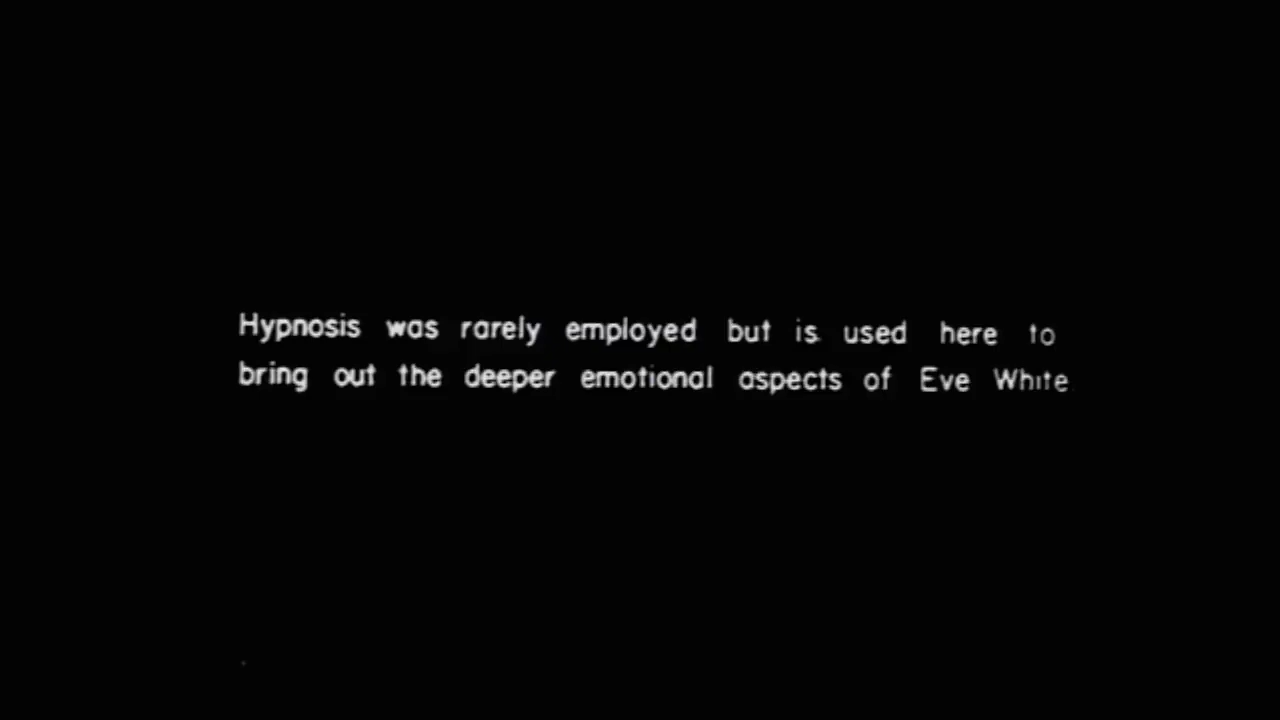 Hypnosis was rarely employed but is used here to
bring out the deeper emotional aspects of Eve White